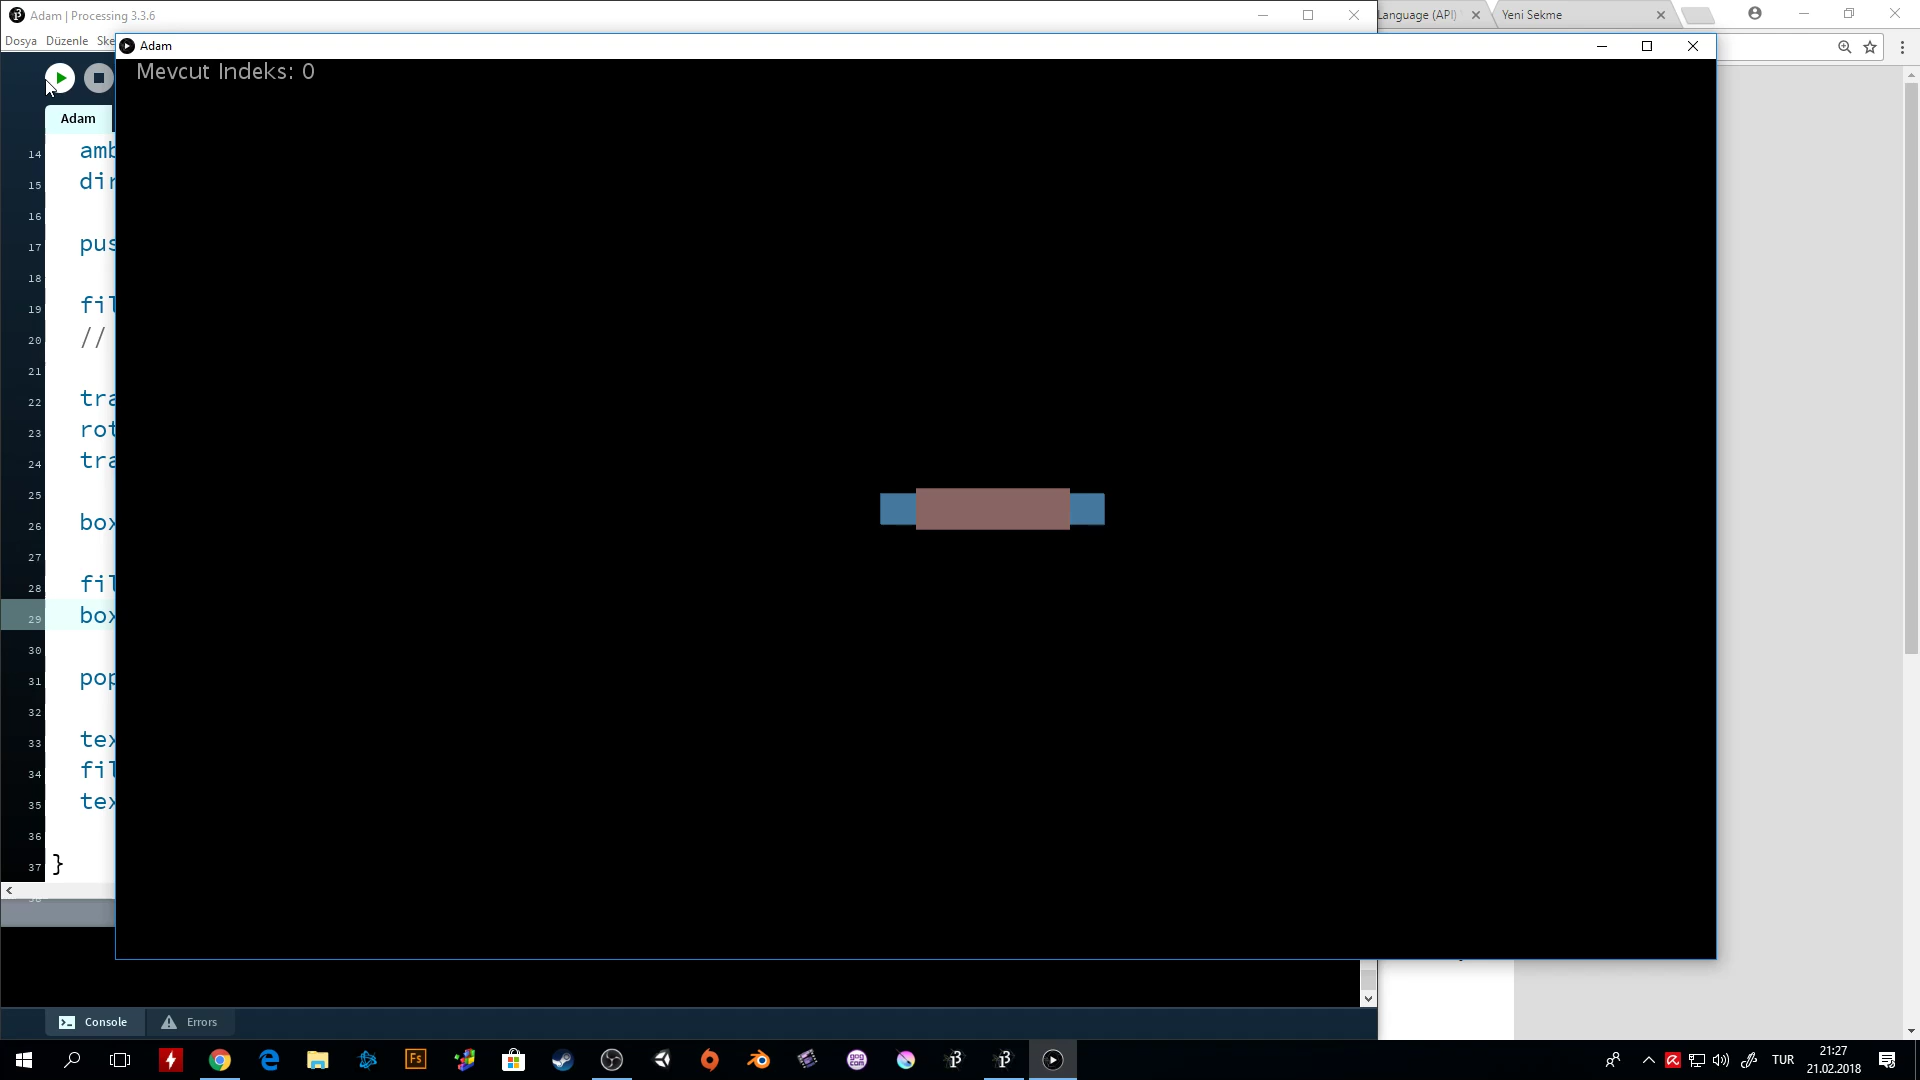 Adam | Processing 3.3.6
Language (API)
Yeni Sekme
Dosya Düzenle Ske
Adam
Mevcut Indeks: 0
Adam
14 amb
15 dir
16
17 pus
18
19 fil
20 //
21
22 tra
23 rot
24 tra
25
26 box
27
28 fil
29 box
30
31 pop
32
33 tex
34 fil
35 tex
36
37 }
Console
Errors
Fs
gog
com
TUR
21:27
21.02.2018